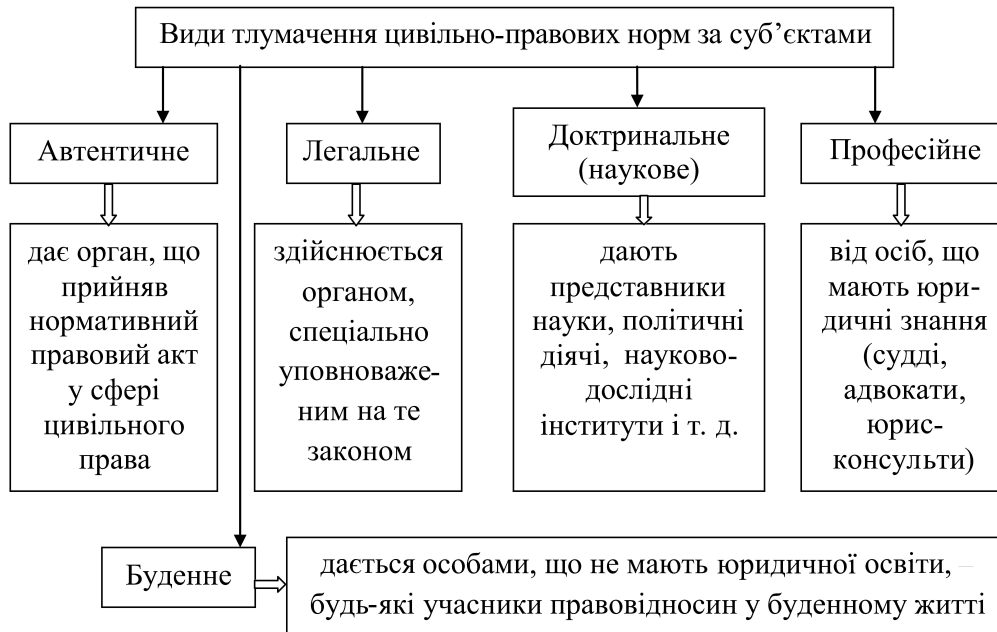 Види тлумачення цивільно-правових норм за суб’єктами
Автентичне
дає орган, що
прийняв
нормативний
правовий акт
у сфері
цивільного
права
Легальне
здійснюється
органом,
спеціально
уповноваже-
ним на те
законом
Доктринальне
(наукове)
дають
представники
науки, політичні
діячі, науково-
дослідні
інститути і т. д.
Професійне
від осіб, що
мають юри-
дичні знання
(судді,
адвокати,
юрис-
консульти)
Буденне
дається особами, що не мають юридичної освіти, –
будь-які учасники правовідносин у буденному житті